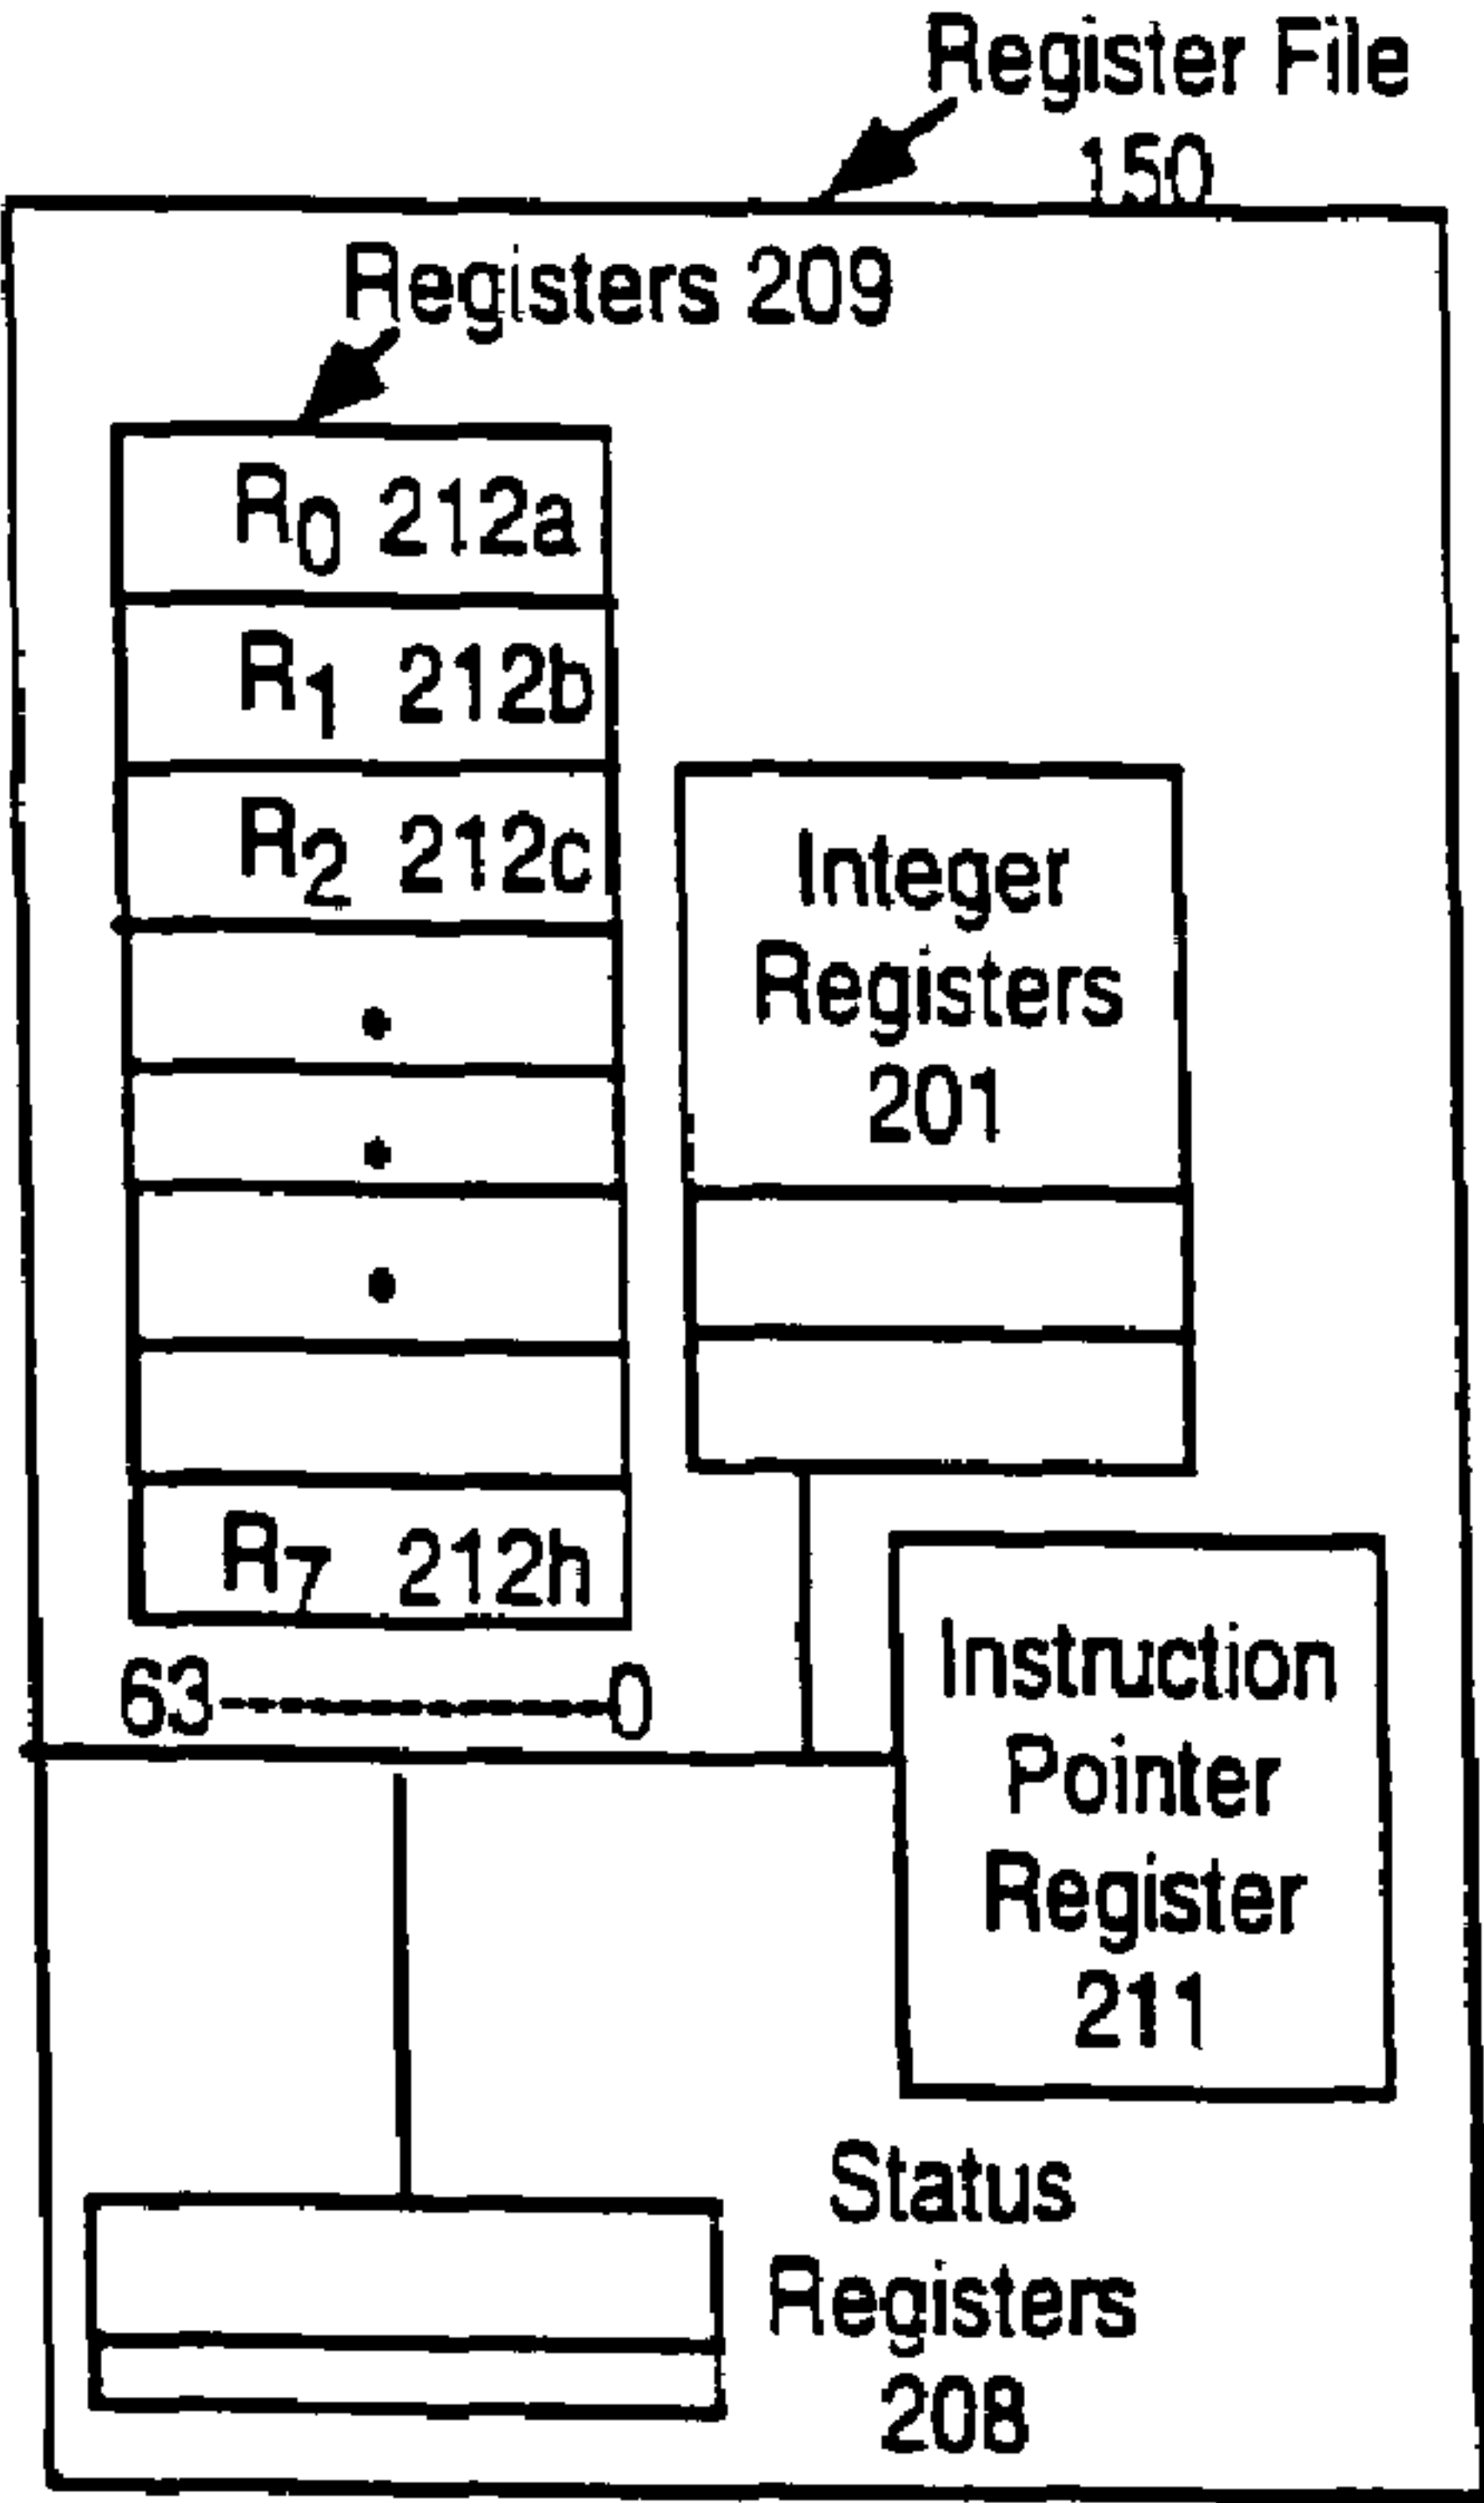 Register File
150
Registers 209
R0 212a
R1 212b
R2 212c
Integer
Registers
201
R7 212h
63 0
Instruction
Pointer
Register
211
Status
Registers
208